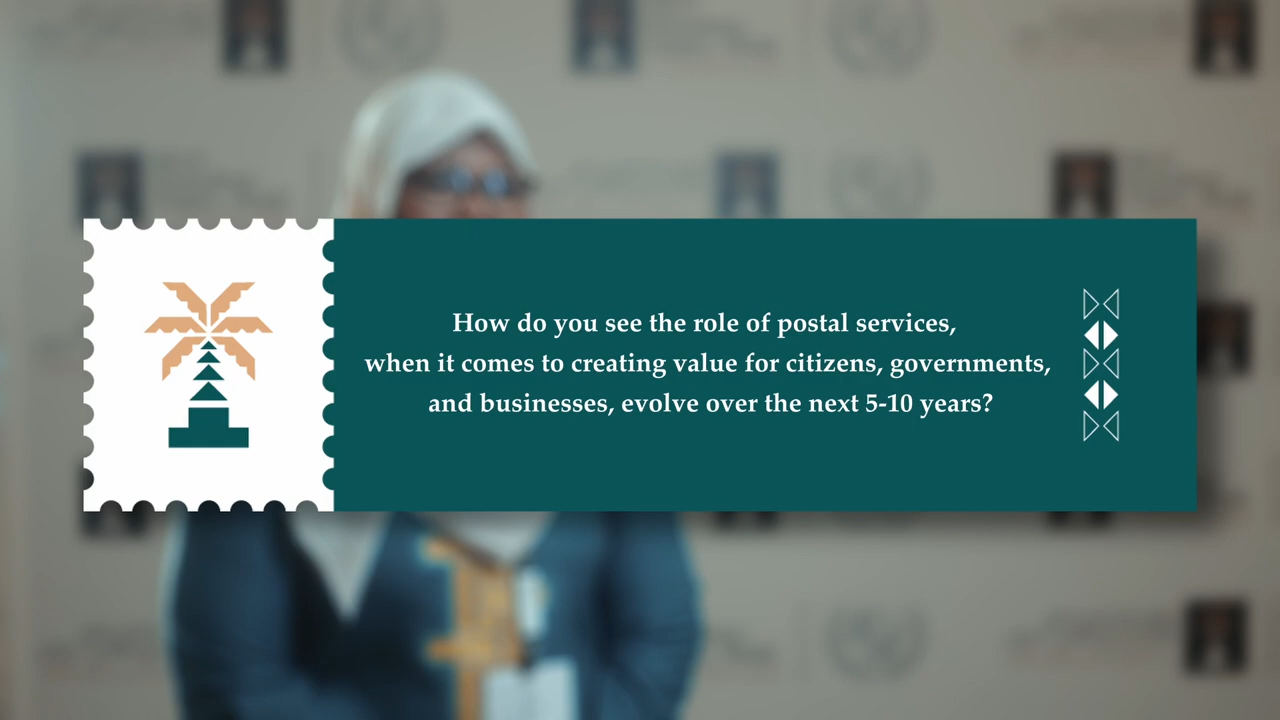 How do you see the role of postal services,
when it comes to creating value for citizens, governments,
and businesses, evolve over the next 5-10 years?